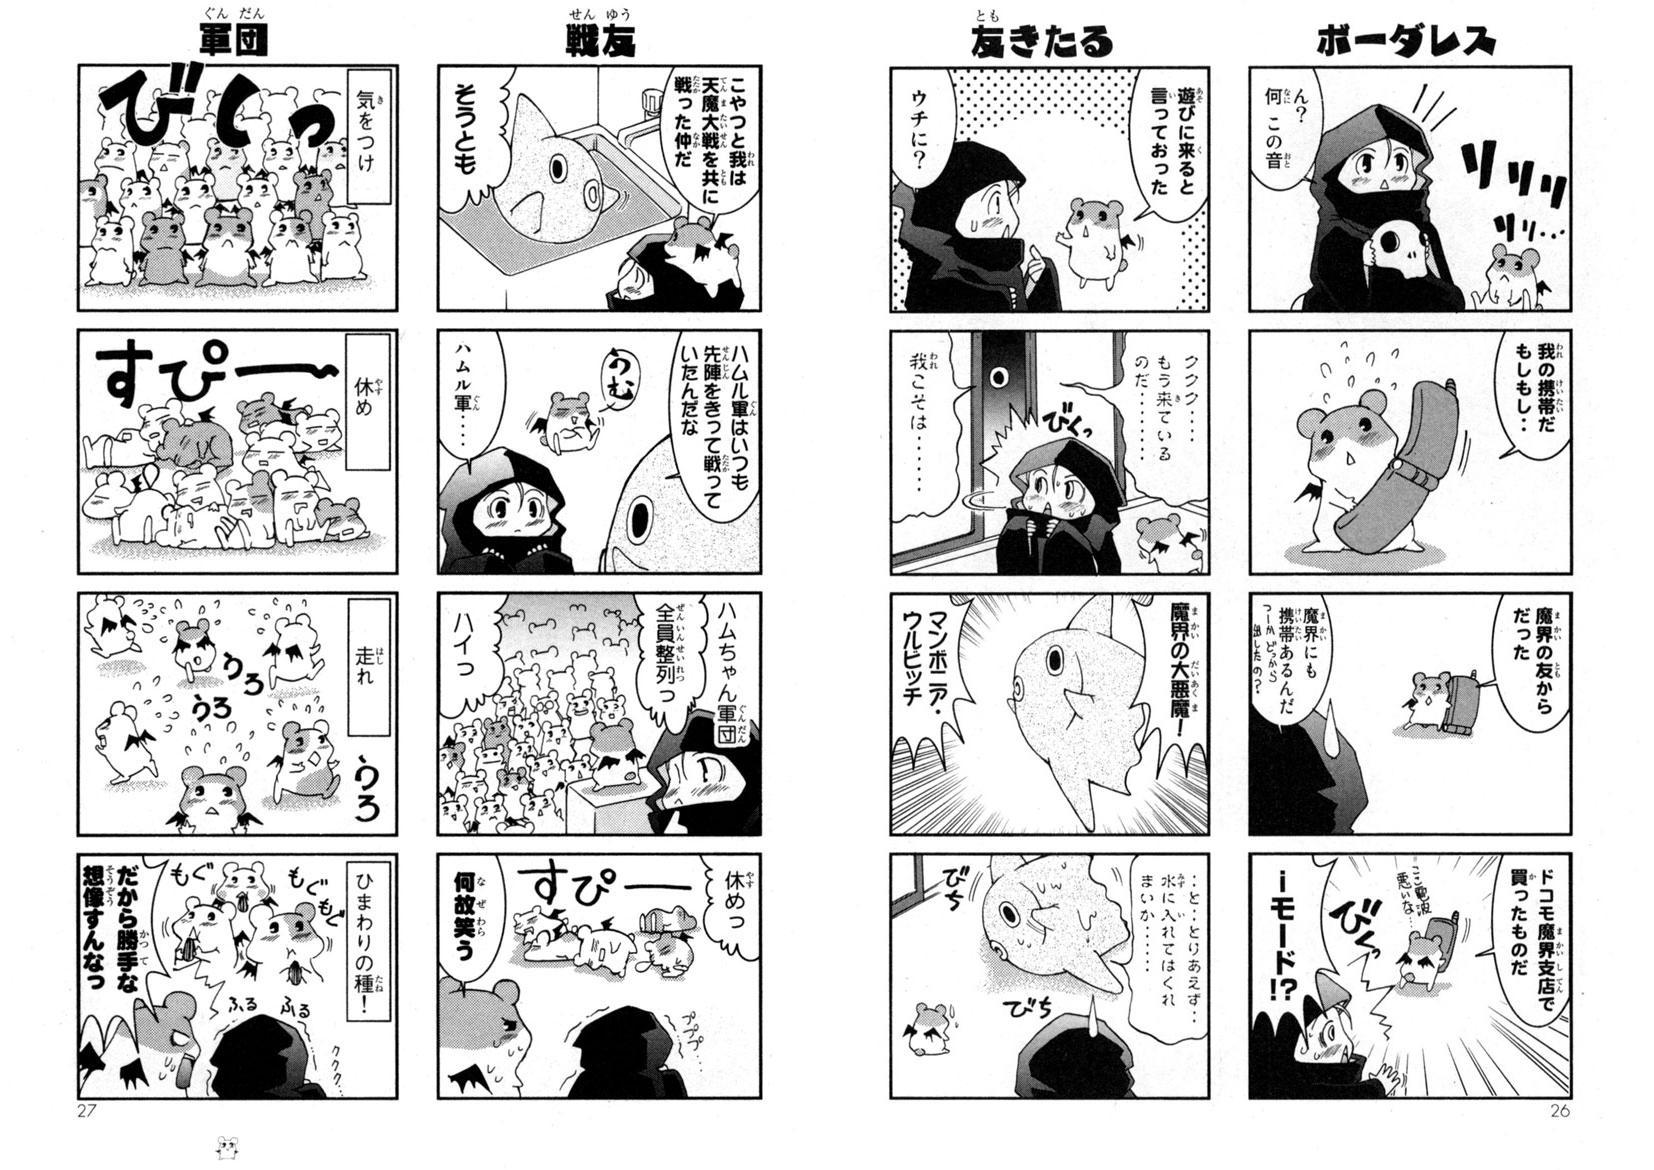 ボーダレス
ん?
何
この音
リリリッ
リリ…
我の携帯だ
もしもし‥
魔界の友から
だった
魔界にも
携帯あるんだ
つーか、どっから
出したの?
ドコモ魔界支店で
買ったものだ
ここ電波
悪いな…
びくっ
iモード!?
友きたる
遊びに来ると
言っておった
ウチに?
ククク‥‥
もう来ている
のだ‥‥‥‥
びくっ
我こそは‥‥‥‥
魔界の大悪魔!
マンボニア・
ウルビッチ
‥と‥とりあえず‥
水に入れてはくれ
まいか‥‥‥
びち
びち
26
戦友
こやつと我は
天魔大戦を共に
戦った仲だ
そうとも
ハムル軍はいつも
先陣をきって戦って
いたんだな
うむ
ハムル軍‥‥
ハムちゃん軍団
全員整列っ
ハイっ
休めっ
すぴー
プププ…
何故笑う
軍団
気をつけ
びくっ
休め
すぴー
走れ
うろ
うろ
うろ
ひまわりの種!
もぐ
もぐ
もぐ
ふる
ふる
ククク…
だから勝手な
想像すんなっ
27